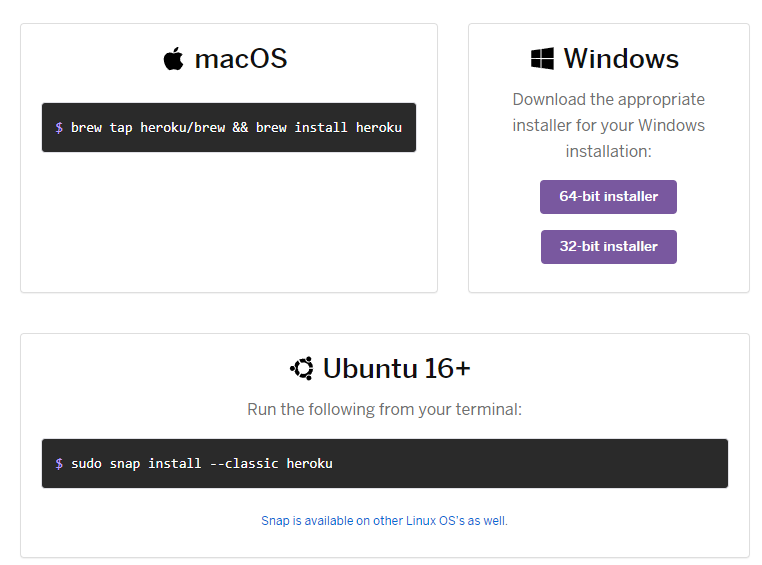 macOS
$ brew tap heroku/brew && brew install heroku
Windows
Download the appropriate
installer for your Windows
installation:
64-bit installer
32-bit installer
Ubuntu 16+
Run the following from your terminal:
$ sudo snap install --classic heroku
Snap is available on other Linux OS's as well.